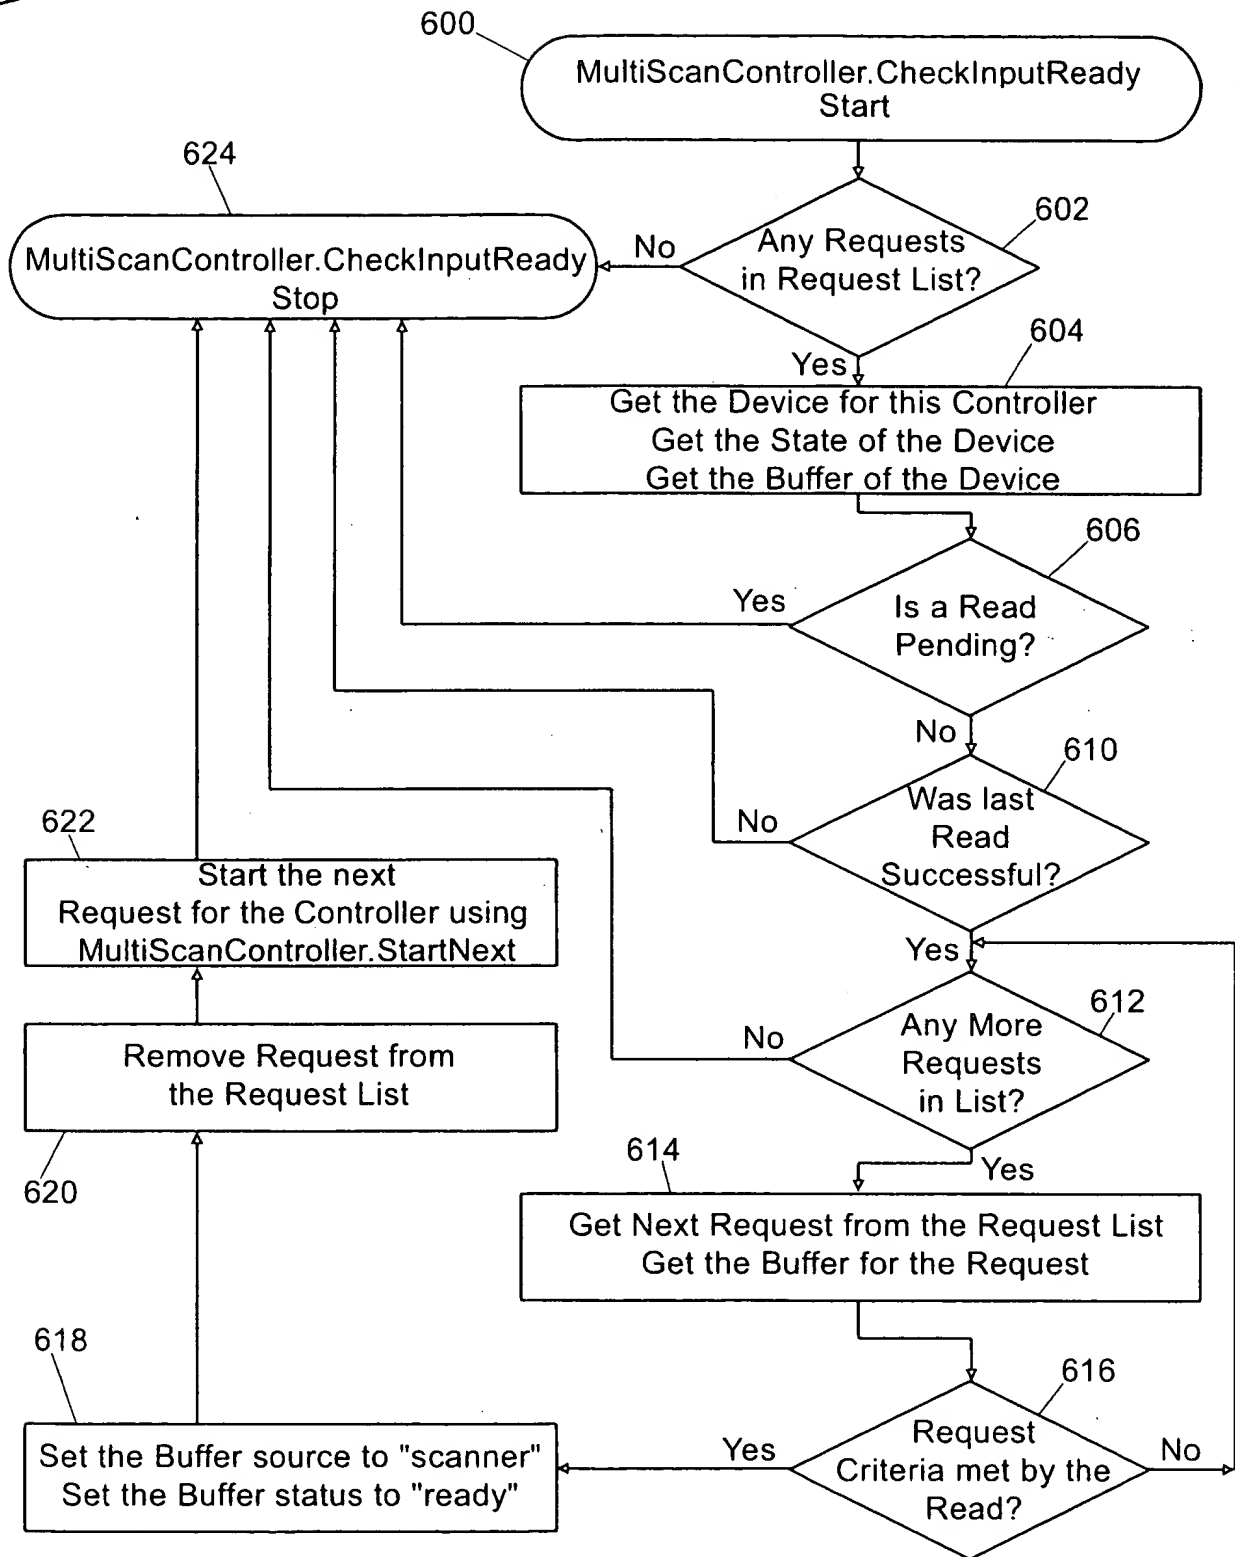 600
MultiScanController.CheckInputReady
Start
624
MultiScanController.CheckInputReady
Stop
No
602
Any Requests
in Request List?
Yes
604
Get the Device for this Controller
Get the State of the Device
Get the Buffer of the Device
606
Yes
Is a Read
Pending?
No
610
No
Was last
Read
Successful?
Yes
622
Start the next
Request for the Controller using
MultiScanController.StartNext
612
No
Any More
Requests
in List?
Yes
Remove Request from
the Request List
620
614
Get Next Request from the Request List
Get the Buffer for the Request
618
Set the Buffer source to "scanner"
Set the Buffer status to "ready"
616
Yes
Request
Criteria met by the
Read?
No